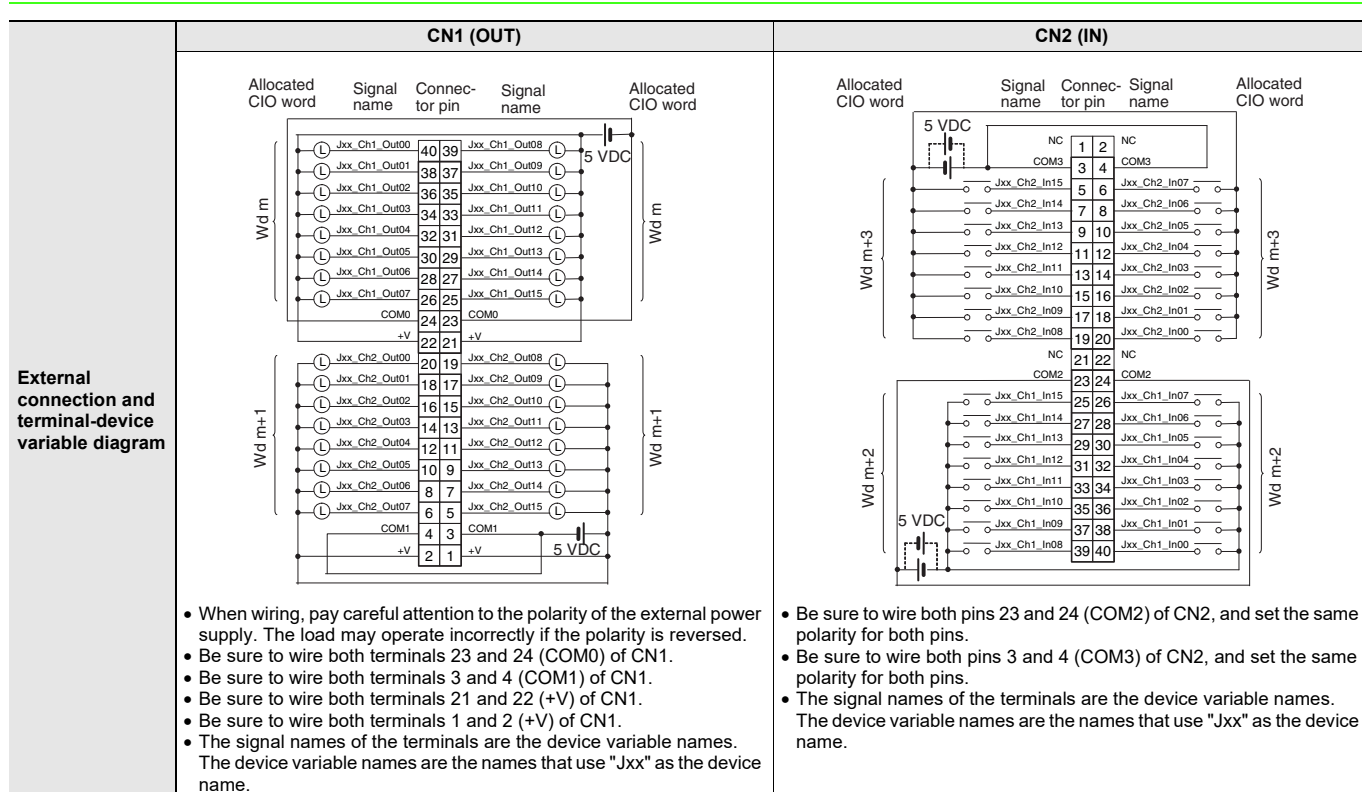 CN1 (OUT)
CN2 (IN)
External
connection and
terminal-device
variable diagram
Allocated CIO word Signal name Connec-tor pin Signal name Allocated CIO word
5 VDC
Wd m
Wd m
Jxx_Ch1_Out00 40 39 Jxx_Ch1_Out08
Jxx_Ch1_Out01 38 37 Jxx_Ch1_Out09
Jxx_Ch1_Out02 36 35 Jxx_Ch1_Out10
Jxx_Ch1_Out03 34 33 Jxx_Ch1_Out11
Jxx_Ch1_Out04 32 31 Jxx_Ch1_Out12
Jxx_Ch1_Out05 30 29 Jxx_Ch1_Out13
Jxx_Ch1_Out06 28 27 Jxx_Ch1_Out14
Jxx_Ch1_Out07 26 25 Jxx_Ch1_Out15
COM0 24 23 COM0
+V 22 21 +V
Wd m+1
Wd m+1
Jxx_Ch2_Out00 20 19 Jxx_Ch2_Out08
Jxx_Ch2_Out01 18 17 Jxx_Ch2_Out09
Jxx_Ch2_Out02 16 15 Jxx_Ch2_Out10
Jxx_Ch2_Out03 14 13 Jxx_Ch2_Out11
Jxx_Ch2_Out04 12 11 Jxx_Ch2_Out12
Jxx_Ch2_Out05 10 9 Jxx_Ch2_Out13
Jxx_Ch2_Out06 8 7 Jxx_Ch2_Out14
Jxx_Ch2_Out07 6 5 Jxx_Ch2_Out15
COM1 4 3 COM1
+V 2 1 +V
5 VDC
L L L L L L L L L L L L L L L L
L L L L L L L L L L L L L L L L
• When wiring, pay careful attention to the polarity of the external power
supply. The load may operate incorrectly if the polarity is reversed.
• Be sure to wire both terminals 23 and 24 (COM0) of CN1.
• Be sure to wire both terminals 3 and 4 (COM1) of CN1.
• Be sure to wire both terminals 21 and 22 (+V) of CN1.
• Be sure to wire both terminals 1 and 2 (+V) of CN1.
• The signal names of the terminals are the device variable names.
The device variable names are the names that use "Jxx" as the device
name.
Allocated CIO word Signal name Connec-tor pin Signal name Allocated CIO word
5 VDC
NC 1 2 NC
COM3 3 4 COM3
Wd m+3
Wd m+3
Jxx_Ch2_In15 5 6 Jxx_Ch2_In07
Jxx_Ch2_In14 7 8 Jxx_Ch2_In06
Jxx_Ch2_In13 9 10 Jxx_Ch2_In05
Jxx_Ch2_In12 11 12 Jxx_Ch2_In04
Jxx_Ch2_In11 13 14 Jxx_Ch2_In03
Jxx_Ch2_In10 15 16 Jxx_Ch2_In02
Jxx_Ch2_In09 17 18 Jxx_Ch2_In01
Jxx_Ch2_In08 19 20 Jxx_Ch2_In00
NC 21 22 NC
COM2 23 24 COM2
Wd m+2
Wd m+2
Jxx_Ch1_In15 25 26 Jxx_Ch1_In07
Jxx_Ch1_In14 27 28 Jxx_Ch1_In06
Jxx_Ch1_In13 29 30 Jxx_Ch1_In05
Jxx_Ch1_In12 31 32 Jxx_Ch1_In04
Jxx_Ch1_In11 33 34 Jxx_Ch1_In03
Jxx_Ch1_In10 35 36 Jxx_Ch1_In02
Jxx_Ch1_In09 37 38 Jxx_Ch1_In01
Jxx_Ch1_In08 39 40 Jxx_Ch1_In00
5 VDC
• Be sure to wire both pins 23 and 24 (COM2) of CN2, and set the same
polarity for both pins.
• Be sure to wire both pins 3 and 4 (COM3) of CN2, and set the same
polarity for both pins.
• The signal names of the terminals are the device variable names.
The device variable names are the names that use "Jxx" as the device
name.